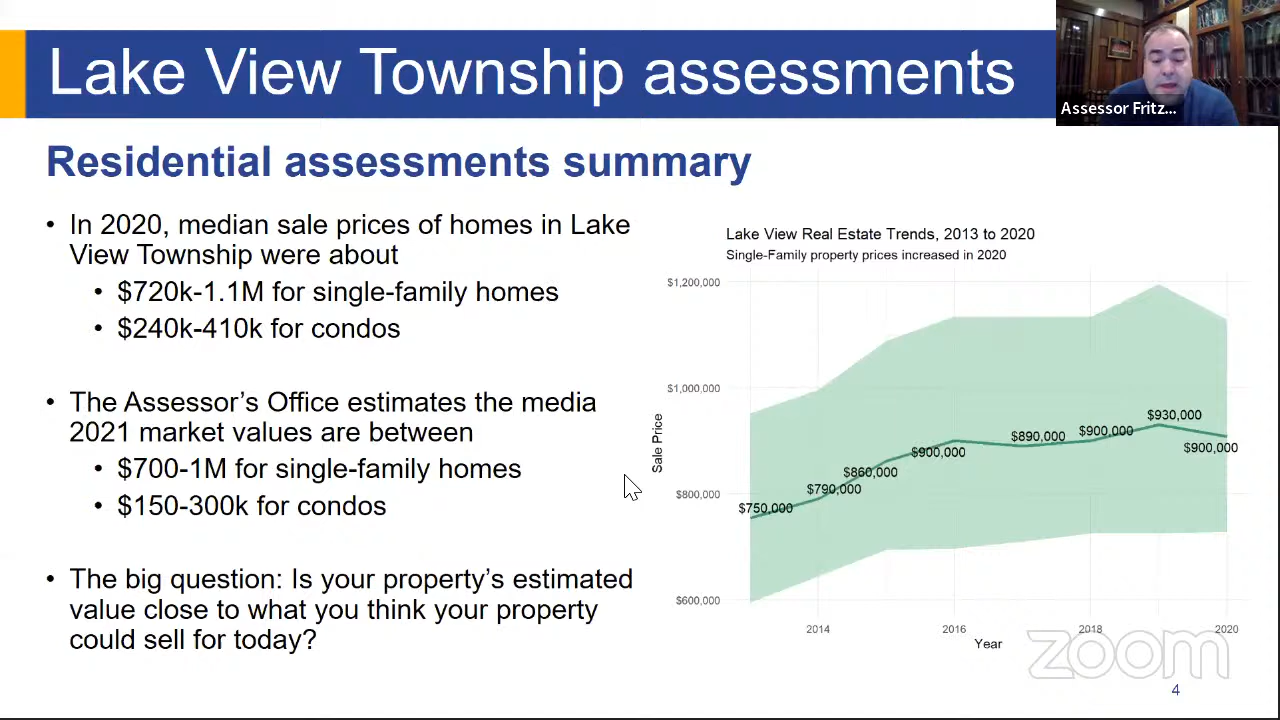 Lake View Township assessments
Assessor Fritz...
Residential assessments summary
• In 2020, median sale prices of homes in Lake
View Township were about
• $720k-1.1M for single-family homes
• $240k-410k for condos
• The Assessor’s Office estimates the media
2021 market values are between
• $700-1M for single-family homes
• $150-300k for condos
• The big question: Is your property’s estimated
value close to what you think your property
could sell for today?
Lake View Real Estate Trends, 2013 to 2020
Single-Family property prices increased in 2020
$1,200,000
$1,000,000
$800,000
$600,000
Sale Price
$750,000
$790,000
$860,000
$900,000
$890,000
$900,000
$930,000
$900,000
2014 2016 2018 2020
Year
zoom
4